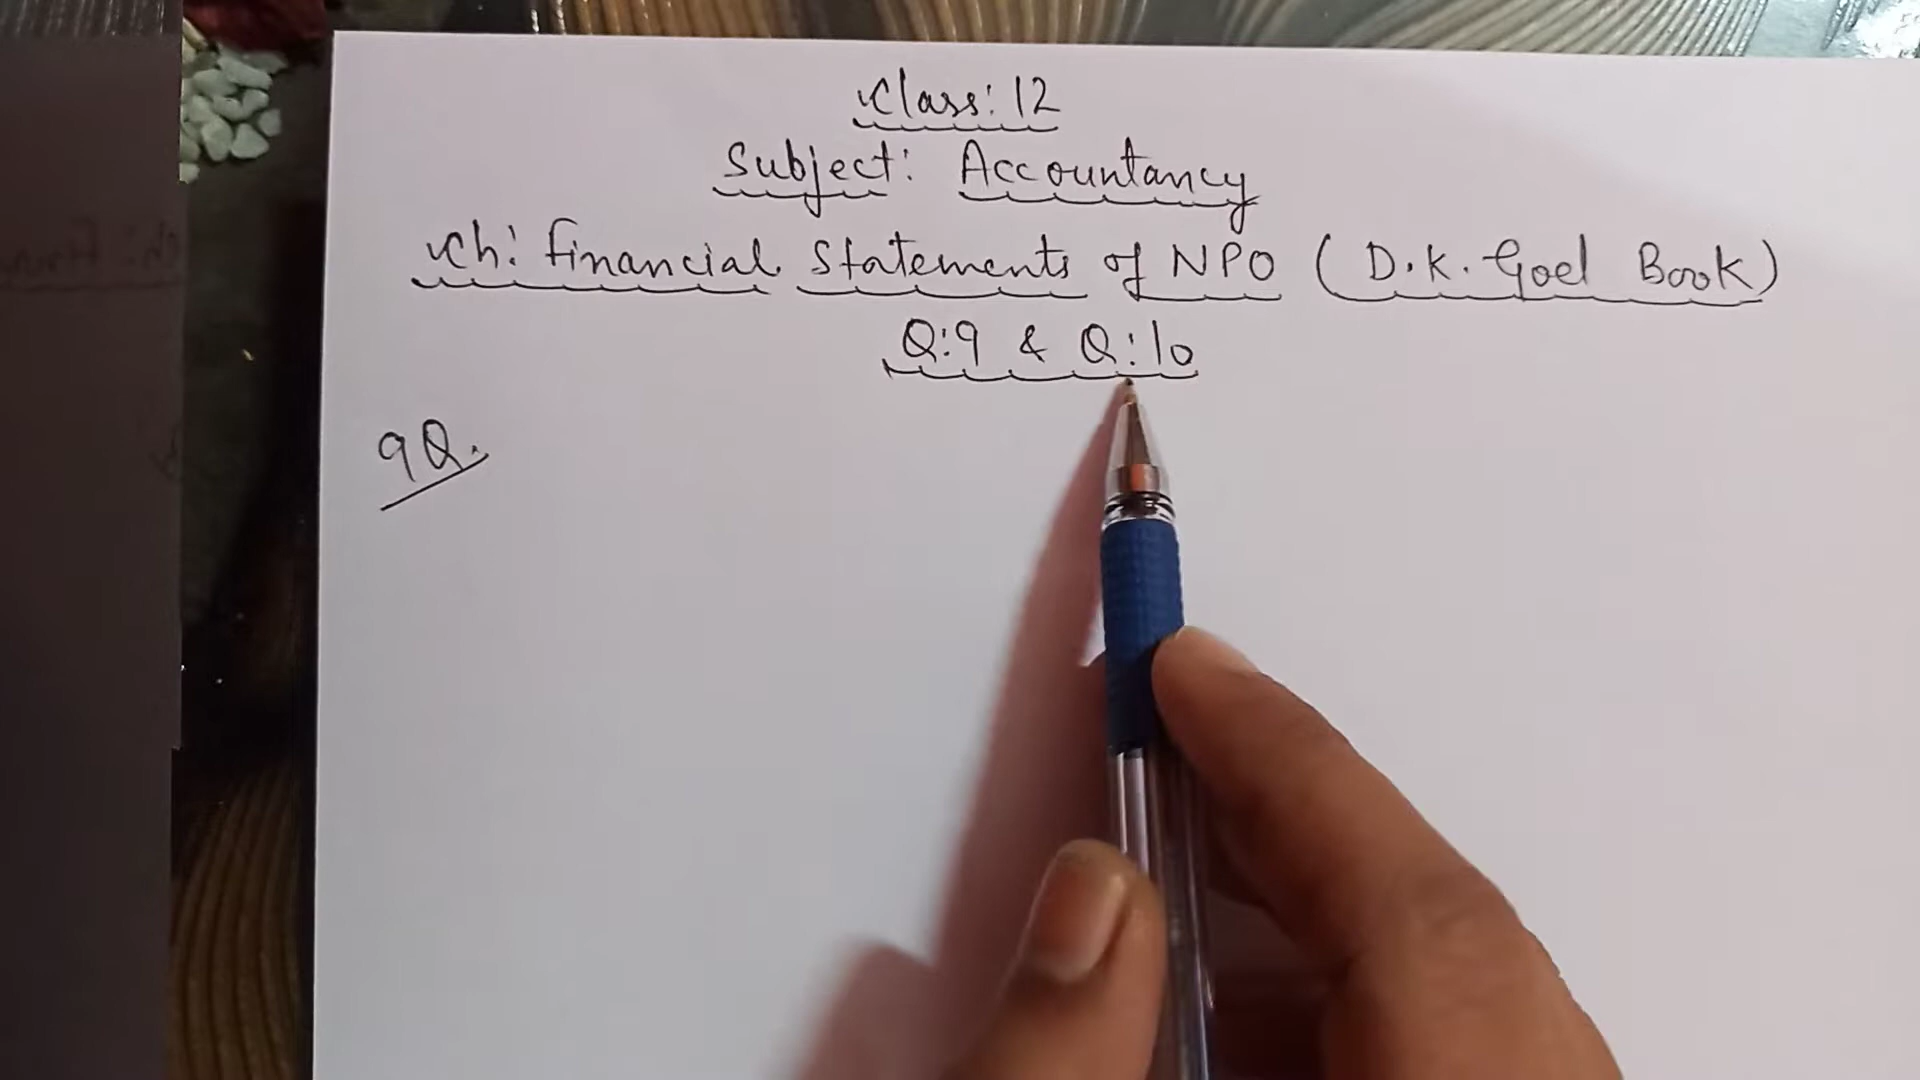 Class: 12
Subject: Accountancy
Ch: Financial Statements of NPO (D.K. Goel Book)
Q:9 & Q:10
9Q.